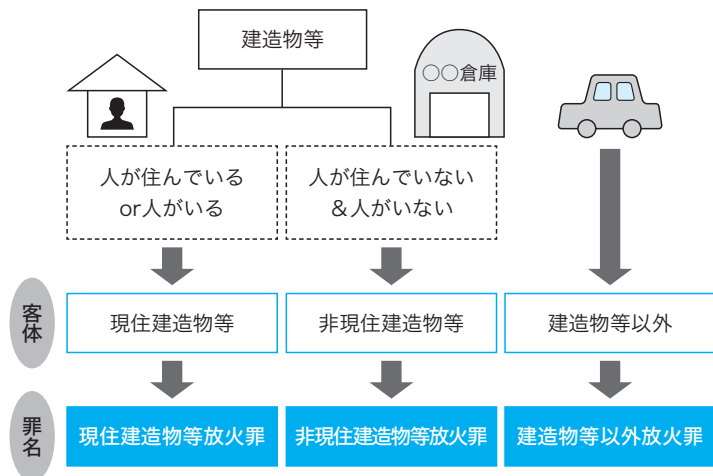 建造物等
○○倉庫
人が住んでいる
or人がいる
人が住んでいない
&人がいない
客体
現住建造物等
非現住建造物等
建造物等以外
罪名
現住建造物等放火罪
非現住建造物等放火罪
建造物等以外放火罪